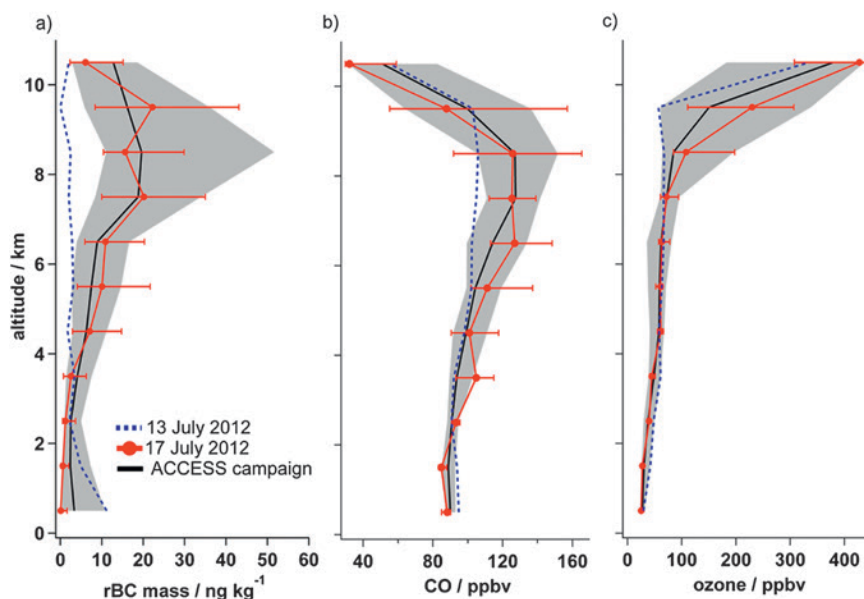 a)
b)
c)
altitude / km
10
8
6
4
2
0
13 July 2012
17 July 2012
ACCESS campaign
0 10 20 30 40 50 60
rBC mass / ng kg⁻¹
40 80 120 160
CO / ppbv
0 100 200 300 400
ozone / ppbv